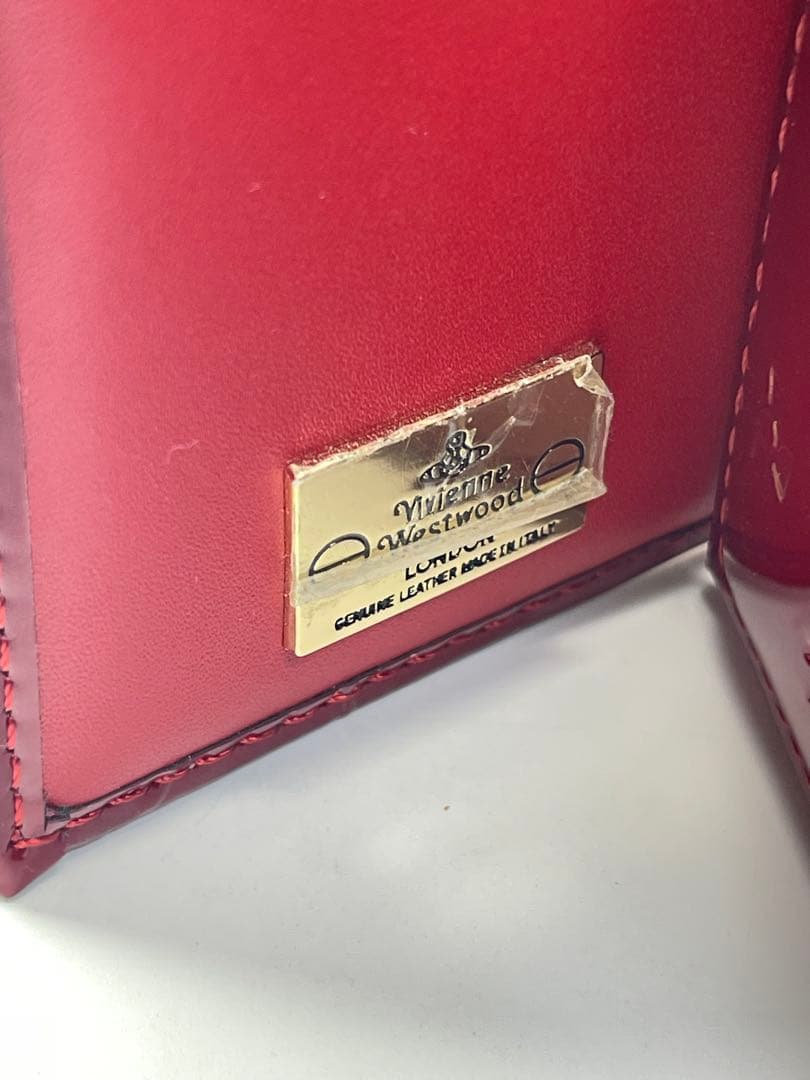 Vivienne
Westwood
LONDON
GENUINE LEATHER MADE IN ITALY